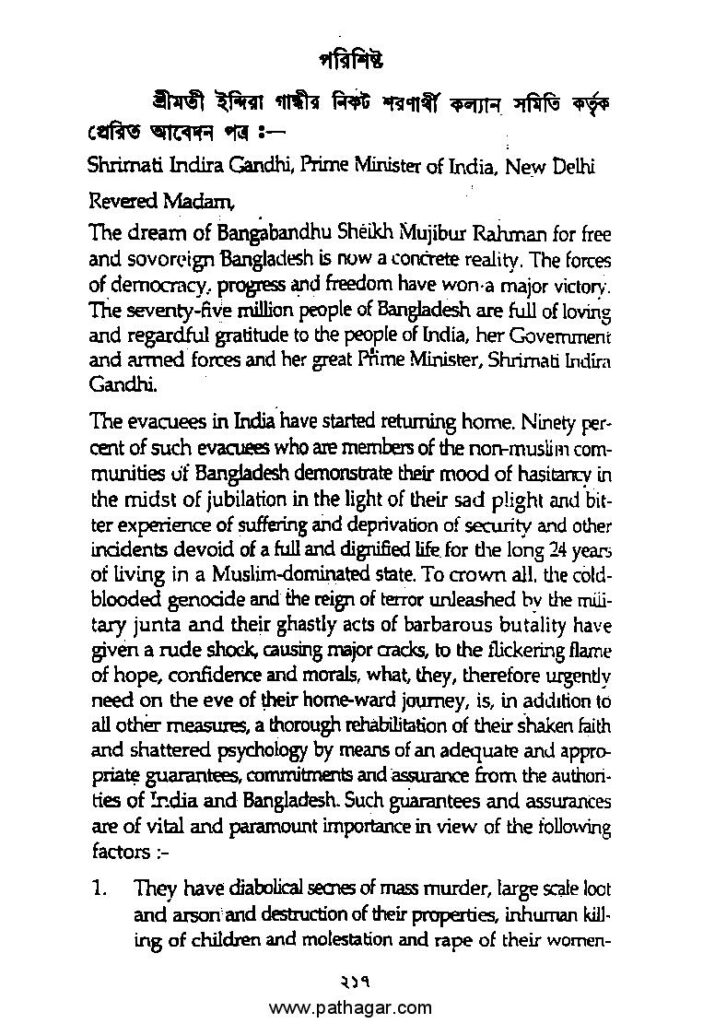 পরিশিষ্ট
শ্রীমতী ইন্দিরা গান্ধীর নিকট শরণার্থী কল্যান সমিতি কর্তৃক
প্রেরিত আবেদন পত্র ঃ—
Shrimati Indira Gandhi, Prime Minister of India, New Delhi
Revered Madam,
The dream of Bangabandhu Sheikh Mujibur Rahman for free
and sovoreign Bangladesh is now a concrete reality. The forces
of democracy, progress and freedom have won a major victory.
The seventy-five million people of Bangladesh are full of loving
and regardful gratitude to the people of India, her Government
and armed forces and her great Prime Minister, Shrimati Indira
Gandhi.
The evacuees in India have started returning home. Ninety per-
cent of such evacuees who are members of the non-muslim com-
munities of Bangladesh demonstrate their mood of hasitancy in
the midst of jubilation in the light of their sad plight and bit-
ter experience of suffering and deprivation of security and other
incidents devoid of a full and dignified life for the long 24 years
of living in a Muslim-dominated state. To crown all, the cold-
blooded genocide and the reign of terror unleashed by the mili-
tary junta and their ghastly acts of barbarous butality have
given a rude shock, causing major cracks, to the flickering flame
of hope, confidence and morals, what, they, therefore urgently
need on the eve of their home-ward journey, is, in addition to
all other measures, a thorough rehabilitation of their shaken faith
and shattered psychology by means of an adequate and appro-
priate guarantees, commitments and assurance from the authori-
ties of India and Bangladesh. Such guarantees and assurances
are of vital and paramount importance in view of the following
factors :-
1. They have diabolical secnes of mass murder, large scale loot
and arson and destruction of their properties, inhuman kill-
ing of children and molestation and rape of their women-
২১৭
www.pathagar.com